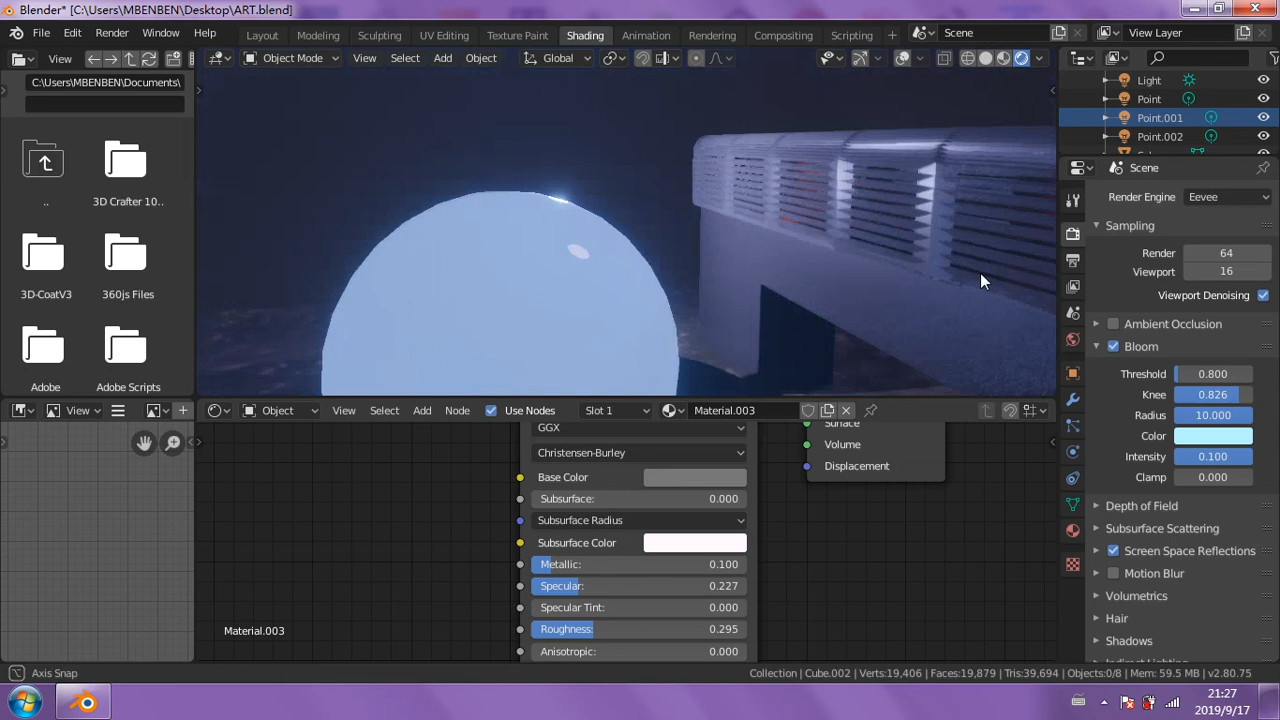 Blender* [C:\Users\MBENBEN\Desktop\ART.blend]
File Edit Render Window Help Layout Modeling Sculpting UV Editing Texture Paint Shading Animation Rendering Compositing Scripting + Scene View Layer
View Object Mode View Select Add Object Global
C:\Users\MBENBEN\Documents\
..
3D Crafter 10..
3D-CoatV3
360js Files
Adobe
Adobe Scripts
Light
Point
Point.001
Point.002
Scene
Render Engine Eevee
Sampling
Render 64
Viewport 16
Viewport Denoising
Ambient Occlusion
Bloom
Threshold 0.800
Knee 0.826
Radius 10.000
Color
Intensity 0.100
Clamp 0.000
Depth of Field
Subsurface Scattering
Screen Space Reflections
Motion Blur
Volumetrics
Hair
Shadows
View + Object View Select Add Node Use Nodes Slot 1 Material.003
GGX
Christensen-Burley
Base Color
Subsurface: 0.000
Subsurface Radius
Subsurface Color
Metallic: 0.100
Specular: 0.227
Specular Tint: 0.000
Roughness: 0.295
Anisotropic: 0.000
Surface
Volume
Displacement
Material.003
Axis Snap
Collection | Cube.002 | Verts:19,406 | Faces:19,879 | Tris:39,694 | Objects:0/8 | Mem: 59.5 MB | v2.80.75
21:27
2019/9/17